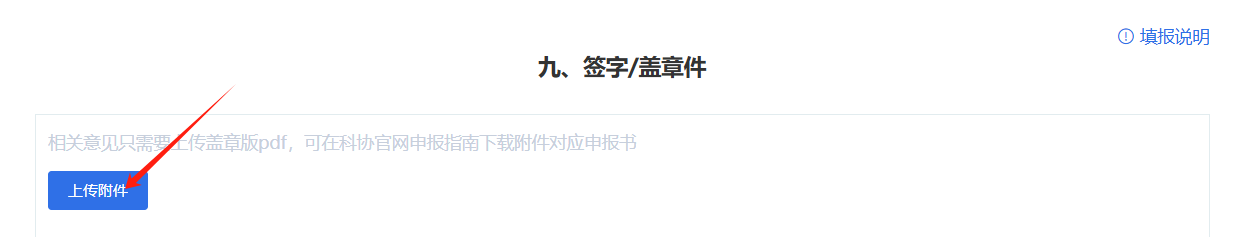 填报说明
九、签字/盖章件
相关意见只需要上传盖章版pdf，可在科协官网申报指南下载附件对应申报书
上传附件